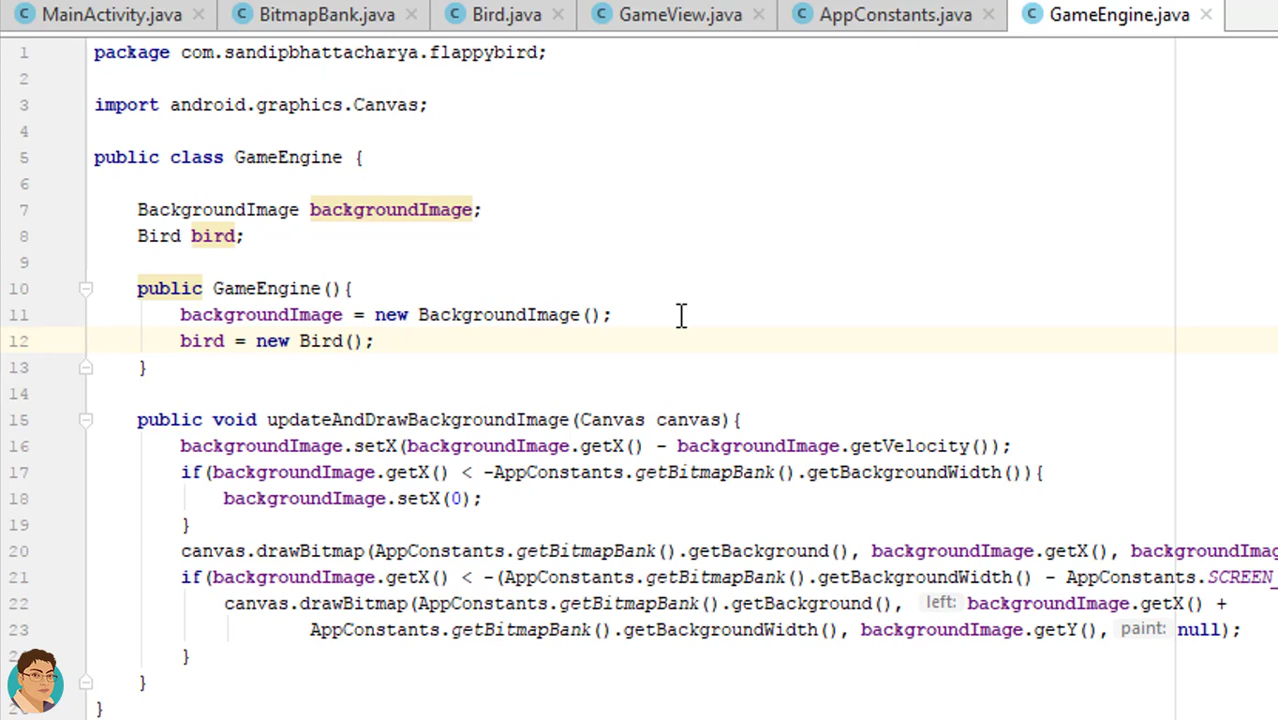 MainActivity.java BitmapBank.java Bird.java GameView.java AppConstants.java GameEngine.java
1 package com.sandipbhattacharya.flappybird;
2
3 import android.graphics.Canvas;
4
5 public class GameEngine {
6
7 BackgroundImage backgroundImage;
8 Bird bird;
9
10 public GameEngine(){
11 backgroundImage = new BackgroundImage();
12 bird = new Bird();
13 }
14
15 public void updateAndDrawBackgroundImage(Canvas canvas){
16 backgroundImage.setX(backgroundImage.getX() - backgroundImage.getVelocity());
17 if(backgroundImage.getX() < -AppConstants.getBitmapBank().getBackgroundWidth()){
18 backgroundImage.setX(0);
19 }
20 canvas.drawBitmap(AppConstants.getBitmapBank().getBackground(), backgroundImage.getX(), backgroundImag
21 if(backgroundImage.getX() < -(AppConstants.getBitmapBank().getBackgroundWidth() - AppConstants.SCREEN_
22 canvas.drawBitmap(AppConstants.getBitmapBank().getBackground(), left: backgroundImage.getX() +
23 AppConstants.getBitmapBank().getBackgroundWidth(), backgroundImage.getY(), paint: null);
}
}
}